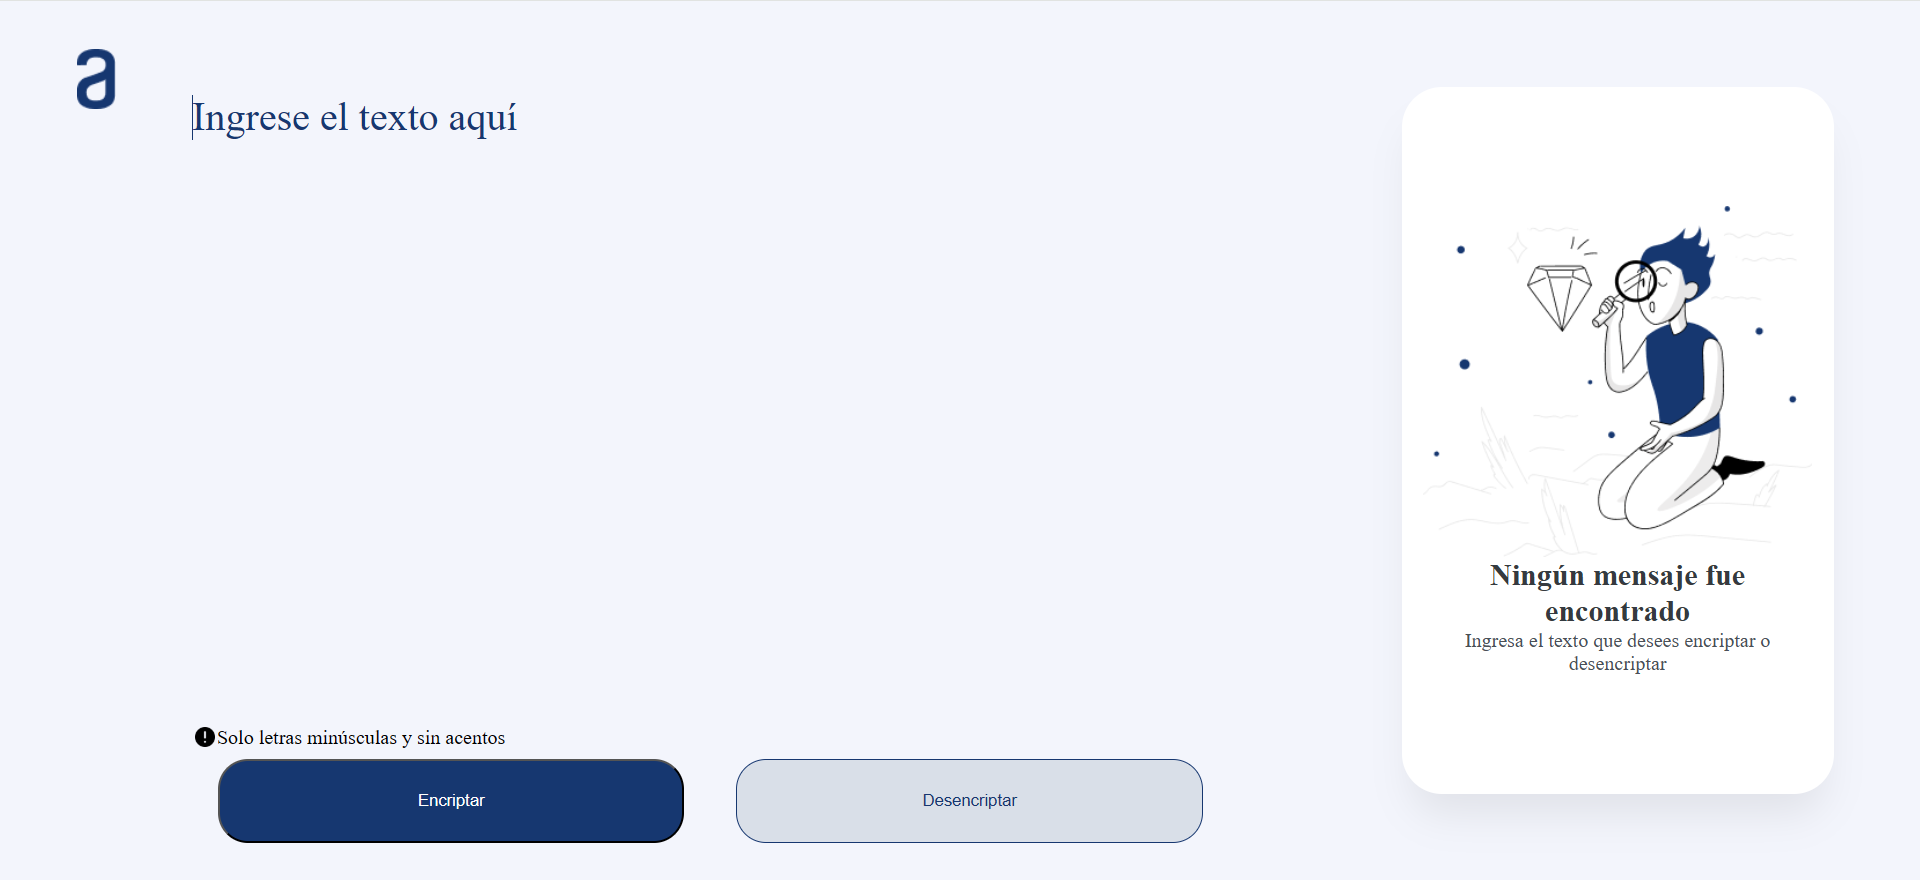 a
Ingrese el texto aquí
Ningún mensaje fue
encontrado
Ingresa el texto que desees encriptar o
desencriptar
Solo letras minúsculas y sin acentos
Encriptar
Desencriptar